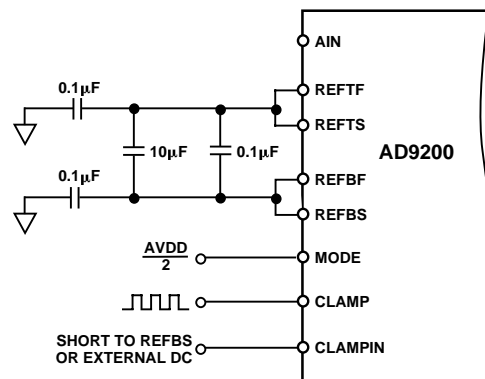 AIN
0.1μF
REFTF
REFTS
10μF
0.1μF
AD9200
0.1μF
REFBF
REFBS
AVDD
2
MODE
CLAMP
SHORT TO REFBS
OR EXTERNAL DC
CLAMPIN